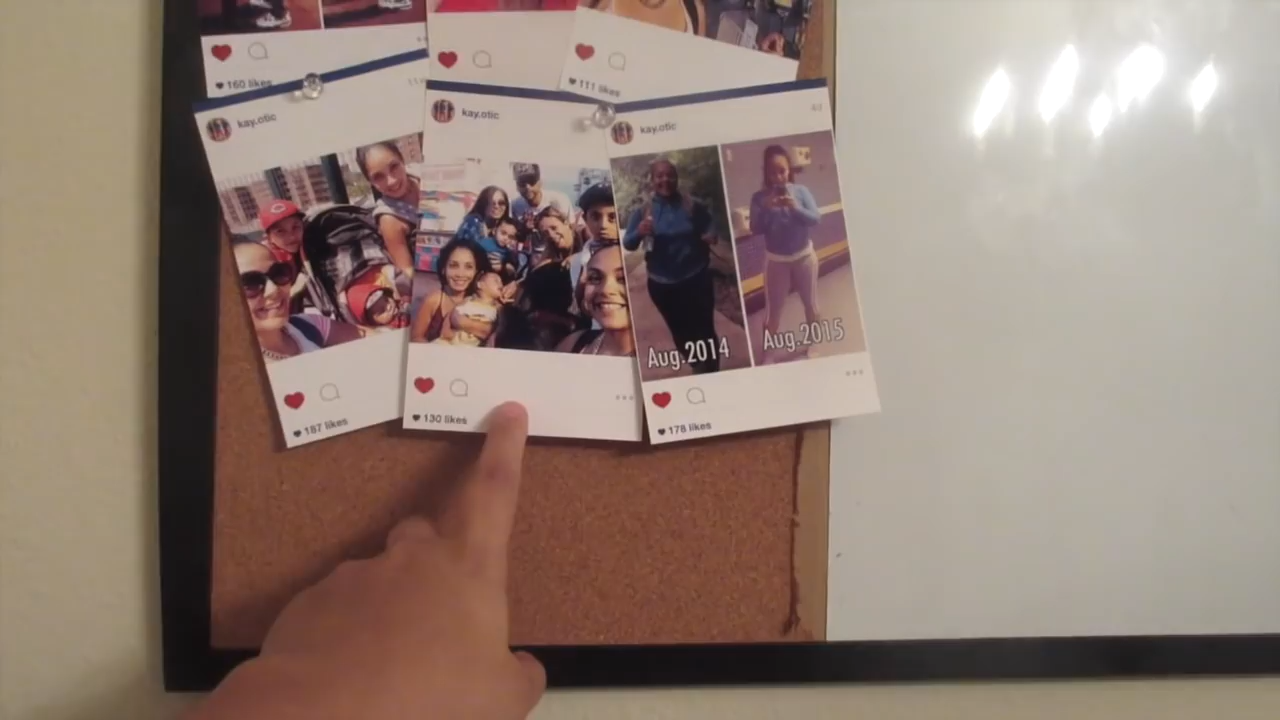 160 likes
111 likes
kay.otic
kay.otic
kay.otic
Aug.2014
Aug.2015
187 likes
130 likes
178 likes